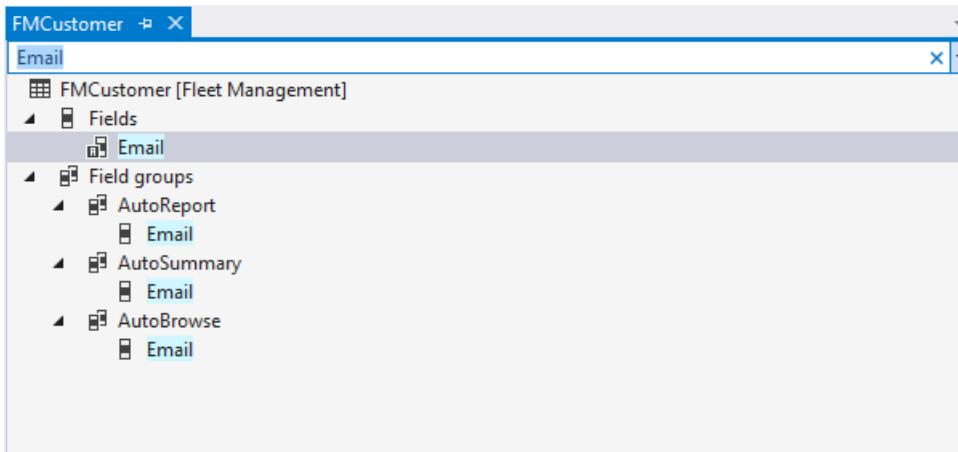 FMCustomer
Email
FMCustomer [Fleet Management]
Fields
Email
Field groups
AutoReport
Email
AutoSummary
Email
AutoBrowse
Email